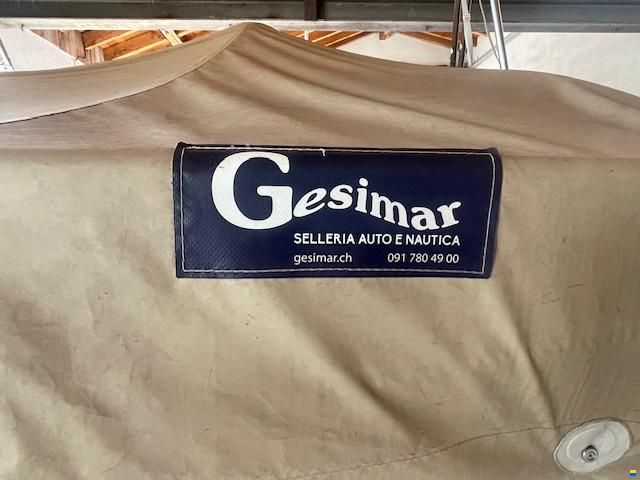 Gesimar
SELLERIA AUTO E NAUTICA
gesimar.ch 091 780 49 00